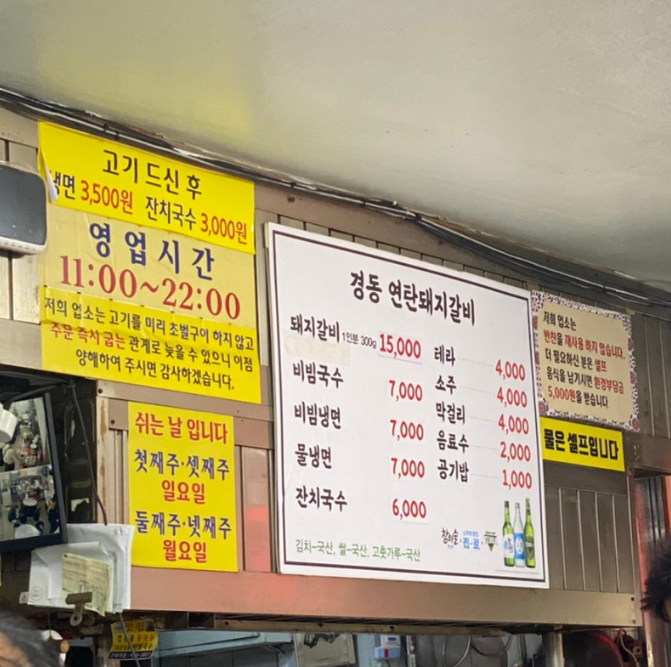 고기 드신 후
냉면 3,500원 잔치국수 3,000원
영업시간
11:00~22:00
저희 업소는 고기를 미리 초벌구이 하지 않고
주문 즉시 굽는 관계로 늦을 수 있으니 이점
양해하여 주시면 감사하겠습니다.
쉬는 날 입니다
첫째주·셋째주
일요일
둘째주·넷째주
월요일
경동 연탄돼지갈비
돼지갈비 1인분 300g 15,000
비빔국수 7,000
비빔냉면 7,000
물냉면 7,000
잔치국수 6,000
테라 4,000
소주 4,000
막걸리 4,000
음료수 2,000
공기밥 1,000
참이슬
김치-국산, 쌀-국산, 고춧가루-국산
저희 업소는
반찬을 재사용 하지 않습니다.
더 필요하신 분은 셀프
음식을 남기시면 환경부담금
5,000원을 받습니다
물은 셀프입니다